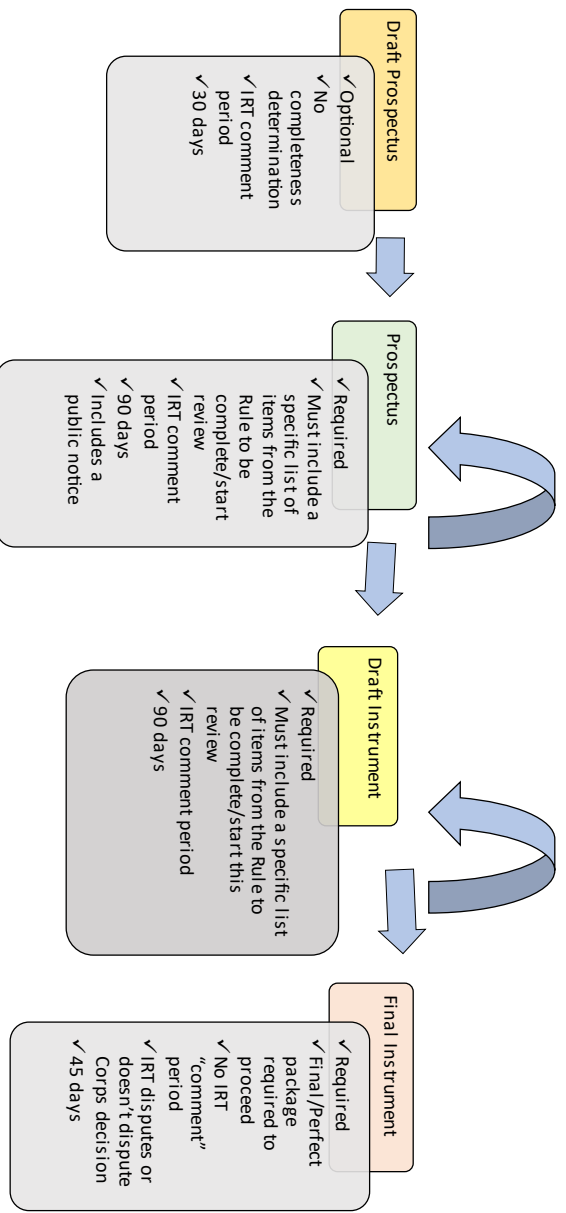 Draft Prospectus
✓ Optional
✓ No
completeness
determination
✓ IRT comment
period
✓ 30 days
Prospectus
✓ Required
✓ Must include a
specific list of
items from the
Rule to be
complete/start
review
✓ IRT comment
period
✓ 90 days
✓ Includes a
public notice
Draft Instrument
✓ Required
✓ Must include a specific list
of items from the Rule to
be complete/start this
review
✓ IRT comment period
✓ 90 days
Final Instrument
✓ Required
✓ Final/Perfect
package
required to
proceed
✓ No IRT
“comment”
period
✓ IRT disputes or
doesn’t dispute
Corps decision
✓ 45 days